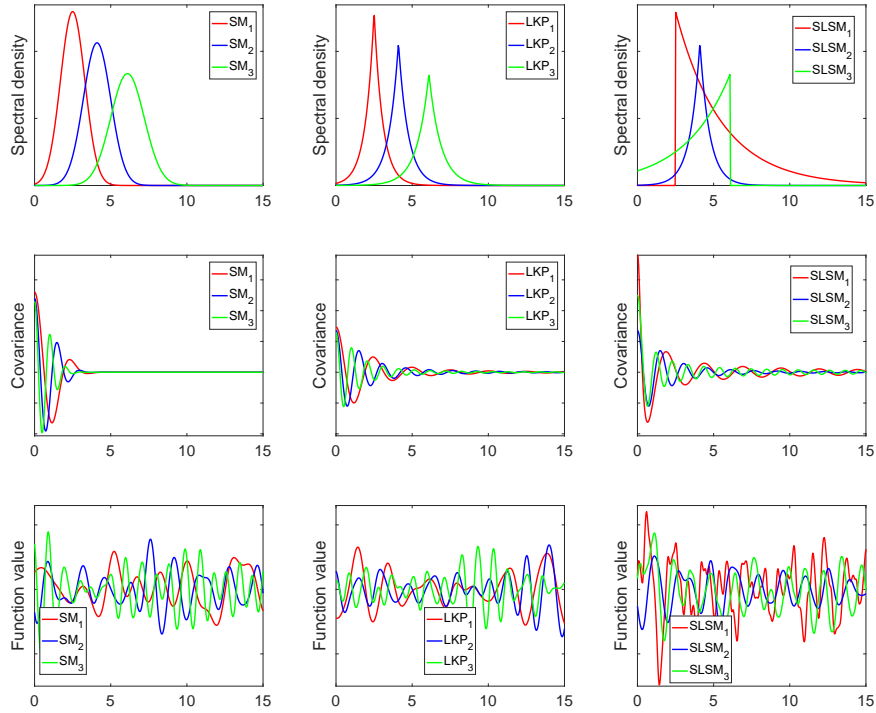 Spectral density
SM1
SM2
SM3
0 5 10 15
Spectral density
LKP1
LKP2
LKP3
0 5 10 15
Spectral density
SLSM1
SLSM2
SLSM3
0 5 10 15
Covariance
SM1
SM2
SM3
0 5 10 15
Covariance
LKP1
LKP2
LKP3
0 5 10 15
Covariance
SLSM1
SLSM2
SLSM3
0 5 10 15
Function value
SM1
SM2
SM3
0 5 10 15
Function value
LKP1
LKP2
LKP3
0 5 10 15
Function value
SLSM1
SLSM2
SLSM3
0 5 10 15